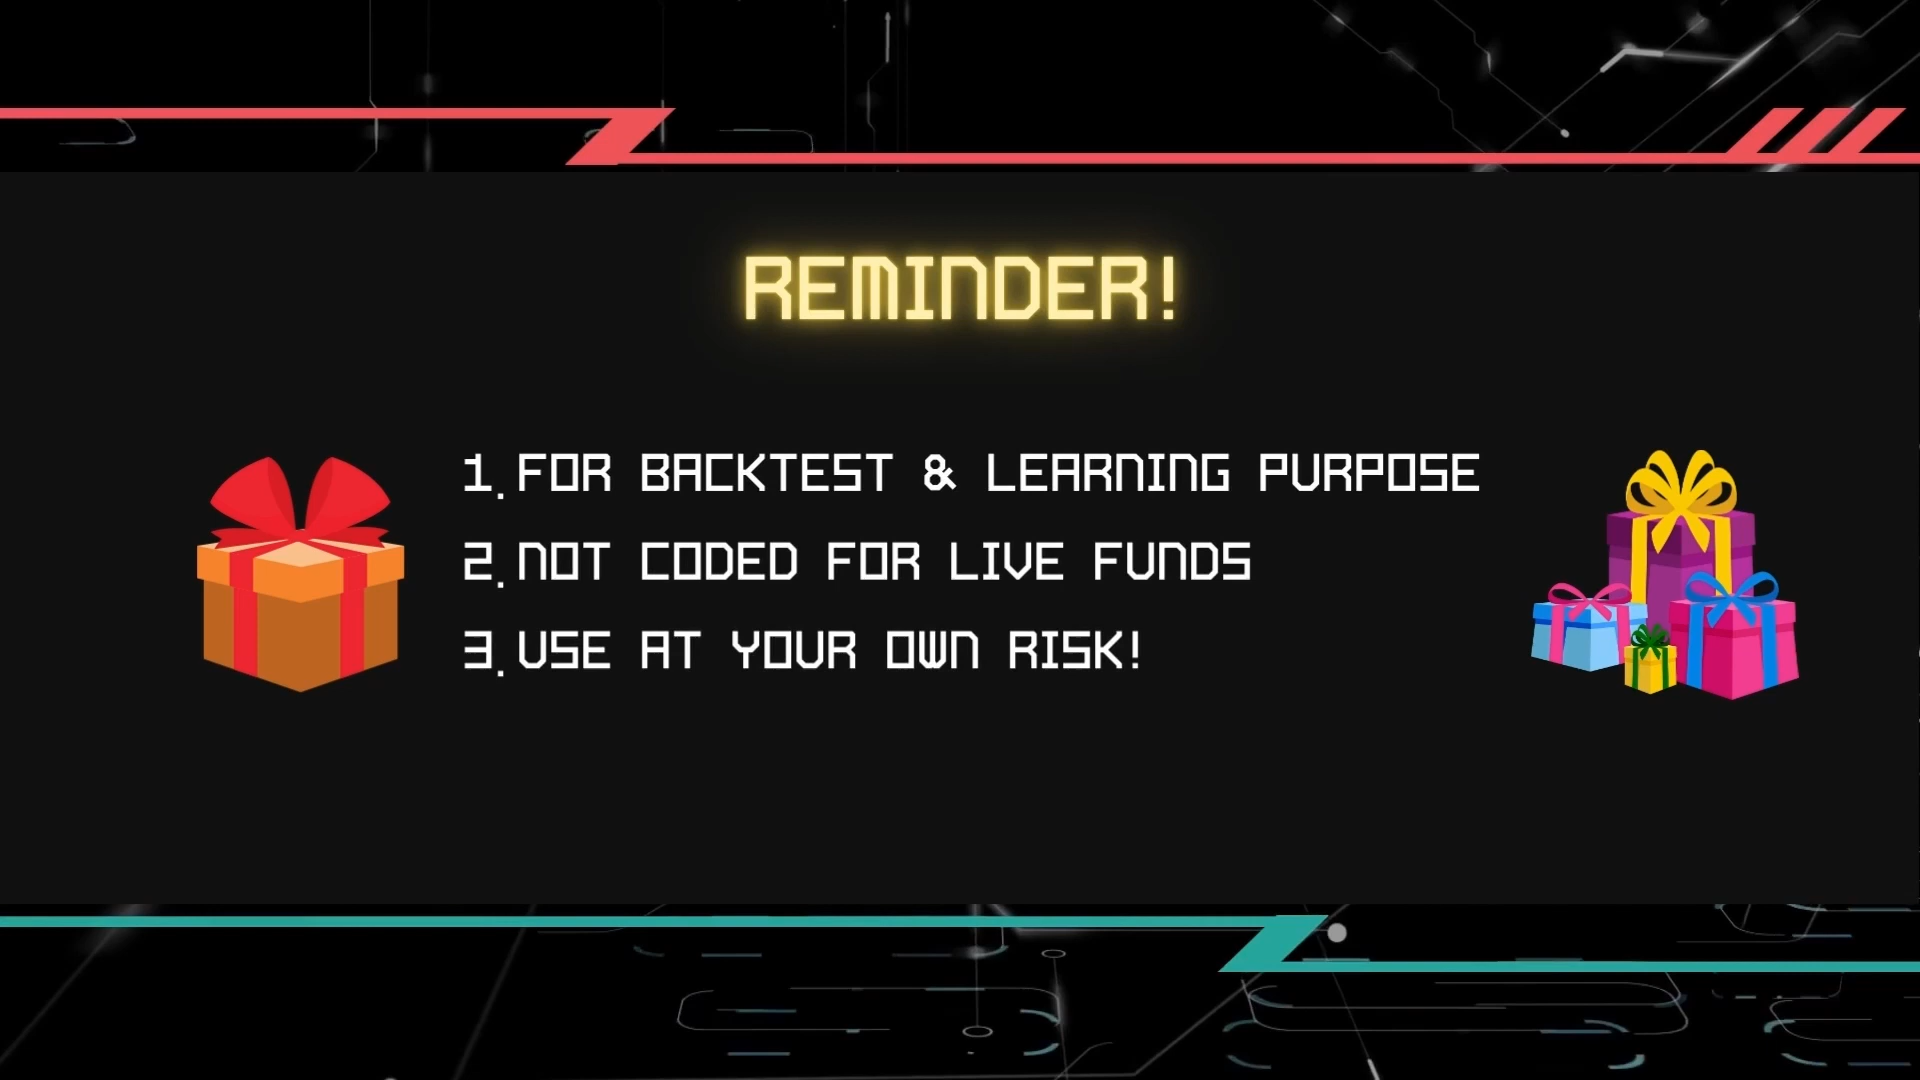 REMINDER!
1. FOR BACKTEST & LEARNING PURPOSE
2. NOT CODED FOR LIVE FUNDS
3. USE AT YOUR OWN RISK!